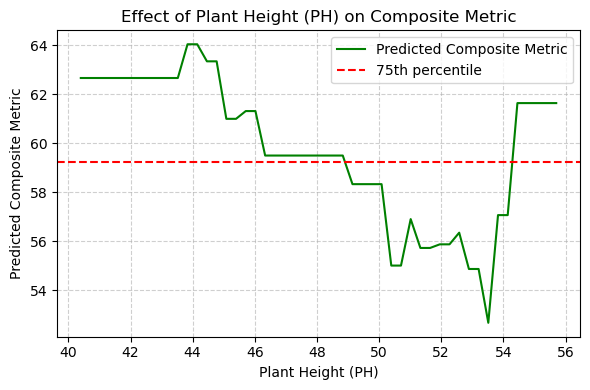 Effect of Plant Height (PH) on Composite Metric
Predicted Composite Metric
75th percentile
64
62
60
58
56
54
Predicted Composite Metric
40 42 44 46 48 50 52 54 56
Plant Height (PH)